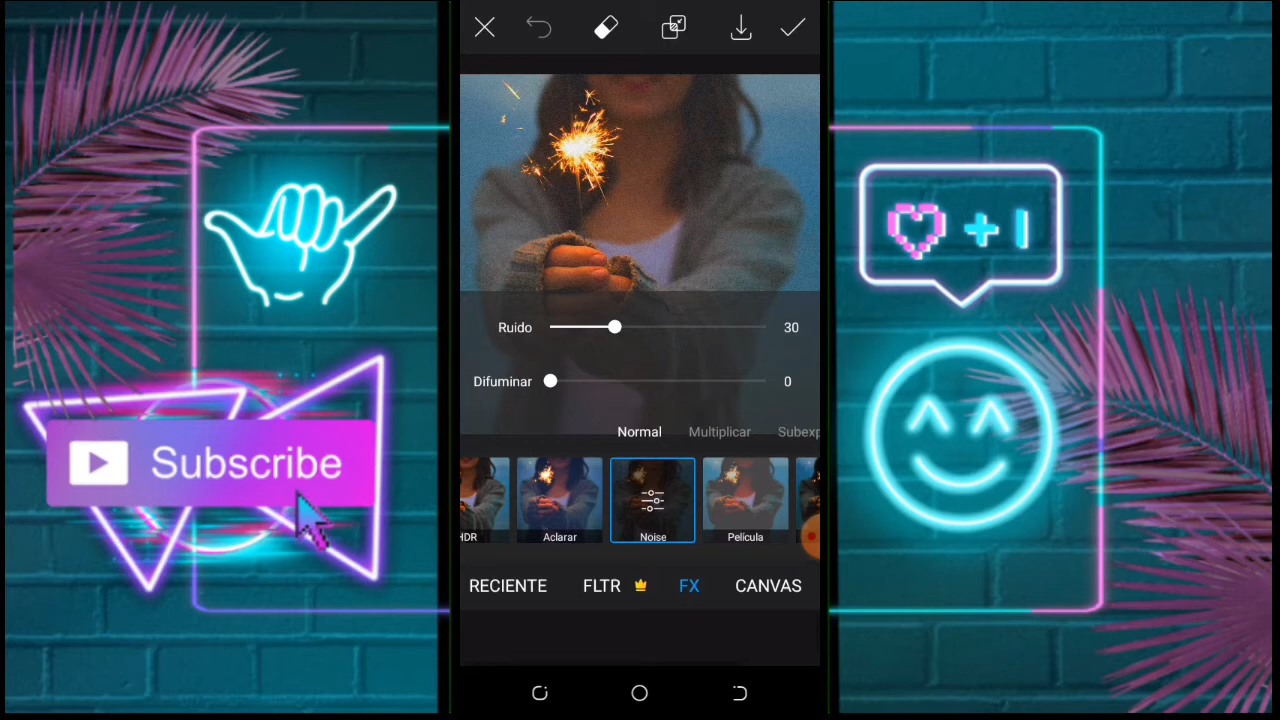 Subscribe
+ 1
Ruido 30
Difuminar 0
Normal Multiplicar Subexp
HDR Aclarar Noise Película
RECIENTE FLTR FX CANVAS